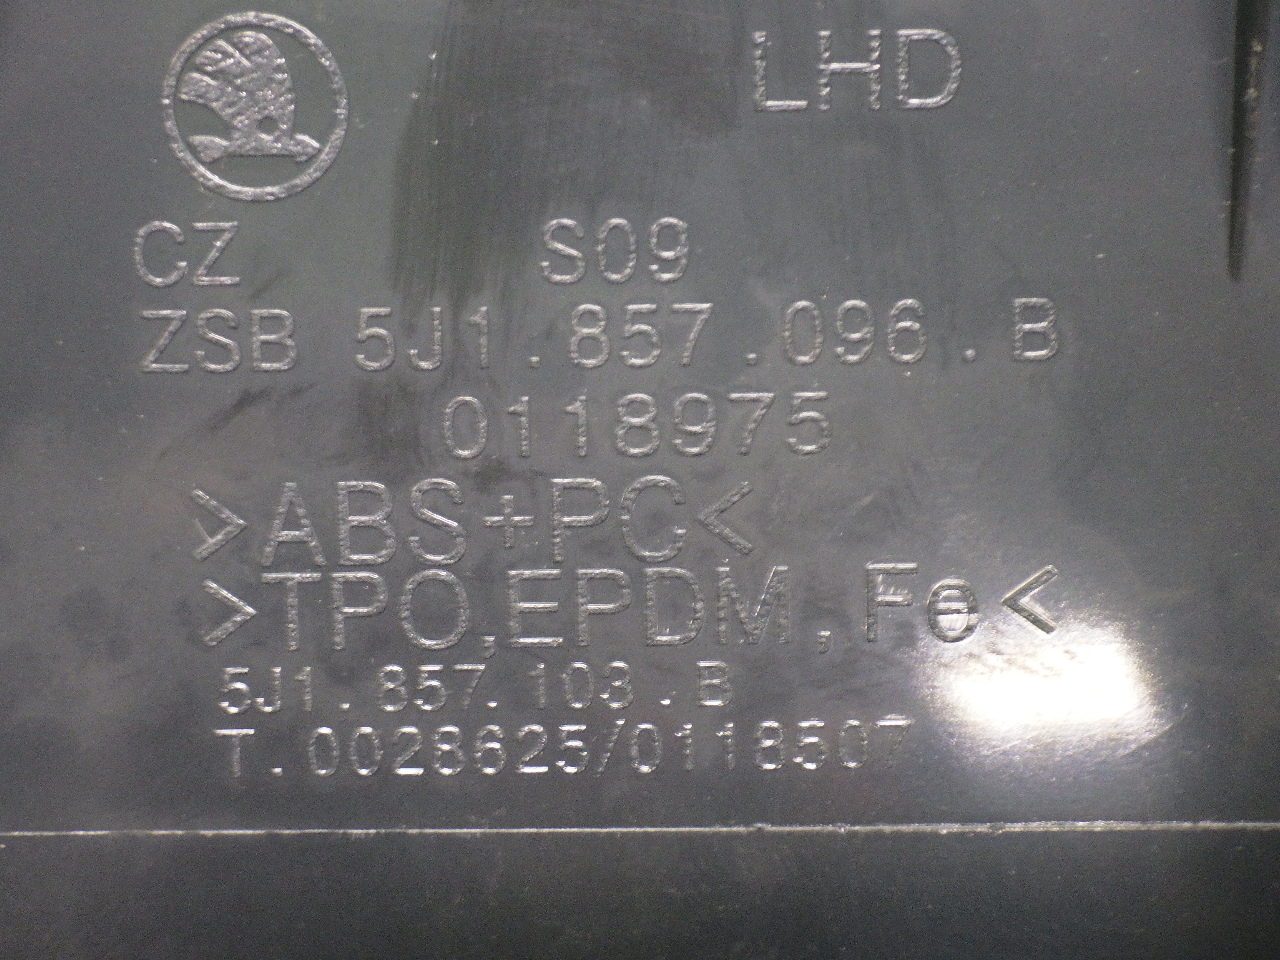 LHD
CZ S09
ZSB 5J1.857.096.B
0118975
>ABS+PC<
>TPO,EPDM,Fe<
5J1.857.103.B
T.0028625/0118507